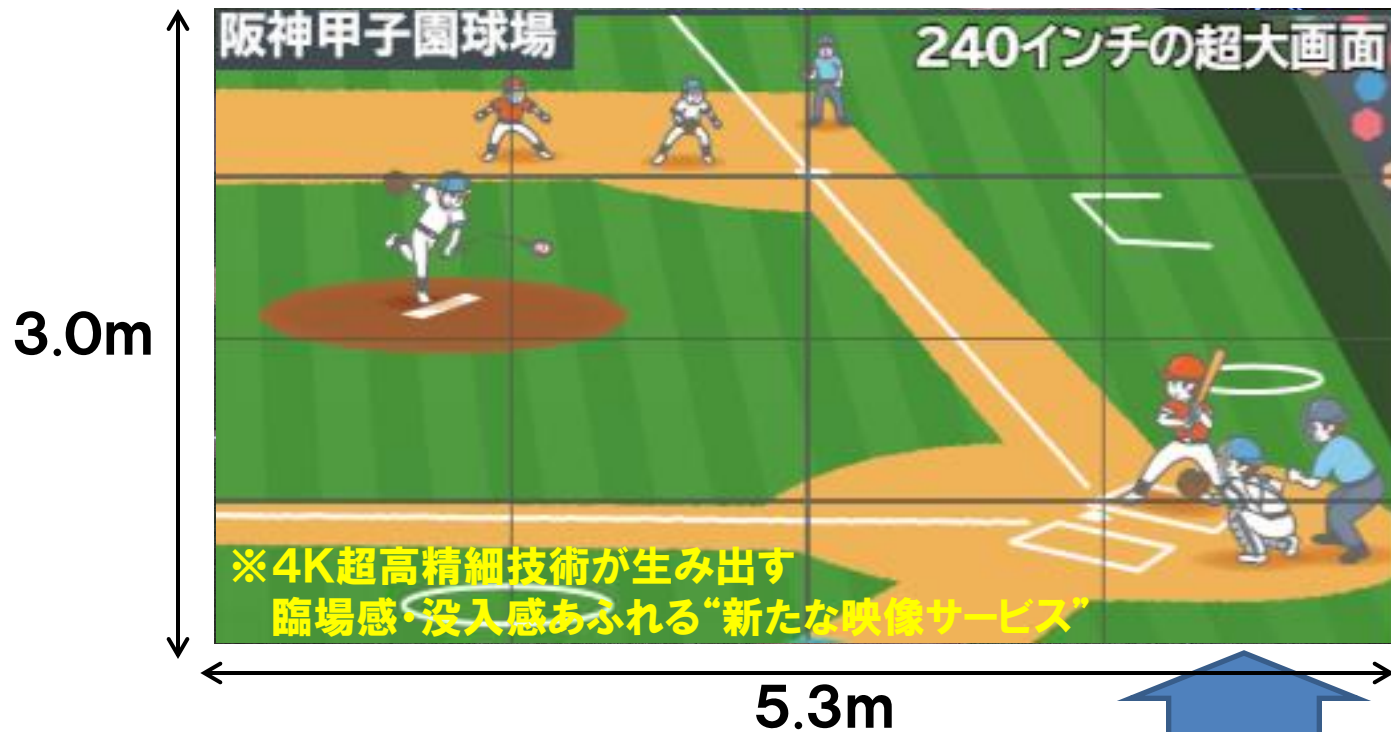 阪神甲子園球場
240インチの超大画面
3.0m
※4K超高精細技術が生み出す
臨場感・没入感あふれる“新たな映像サービス”
5.3m